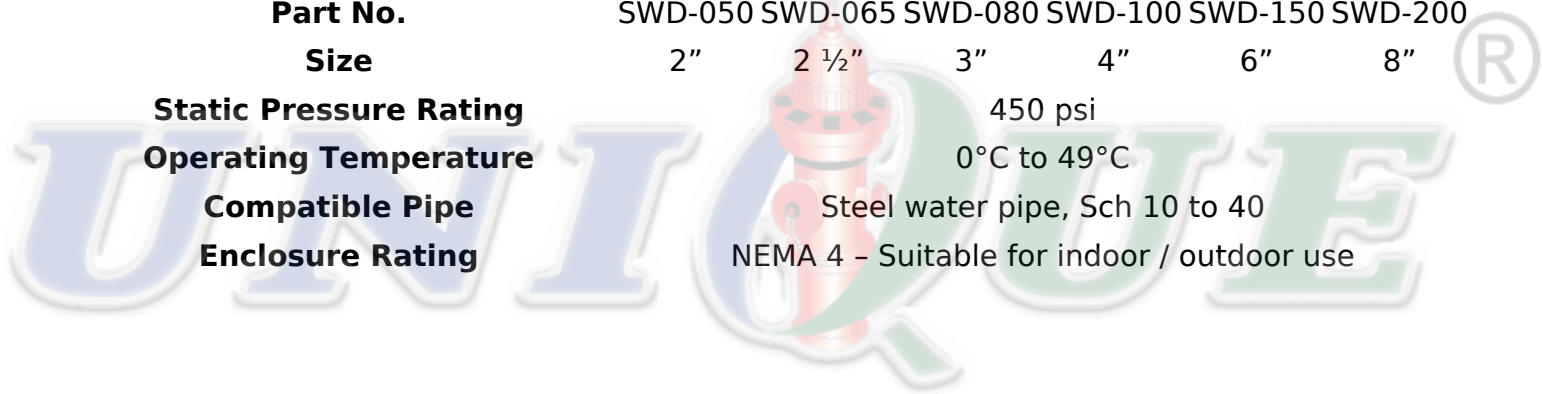 Part No. SWD-050 SWD-065 SWD-080 SWD-100 SWD-150 SWD-200
Size 2” 2 ½” 3” 4” 6” 8”
Static Pressure Rating 450 psi
Operating Temperature 0°C to 49°C
Compatible Pipe Steel water pipe, Sch 10 to 40
Enclosure Rating NEMA 4 – Suitable for indoor / outdoor use
UNIQUE ®